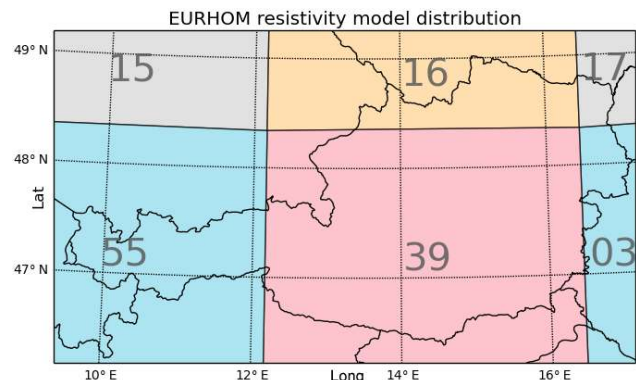 EURHOM resistivity model distribution
49° N
15
16
17
48° N
Lat
55
39
03
47° N
10° E
12° E
Long
14° E
16° E